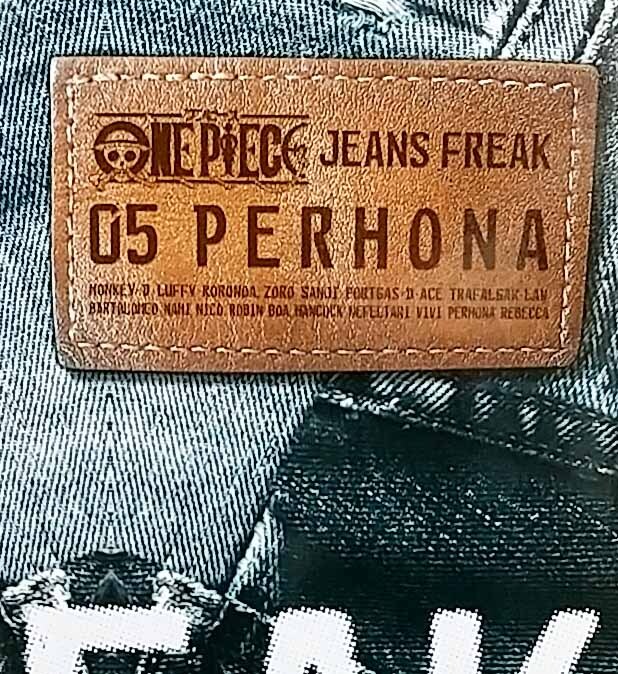 ONE PIECE JEANS FREAK
05 PERHONA
MONKEY·D·LUFFY RORONOA ZORO SANJI PORTGAS·D·ACE TRAFALGAR·LAW
BARTOLOMEO NAMI NICO ROBIN BOA HANCOCK NEFELTARI VIVI PERHONA REBECCA
EAK